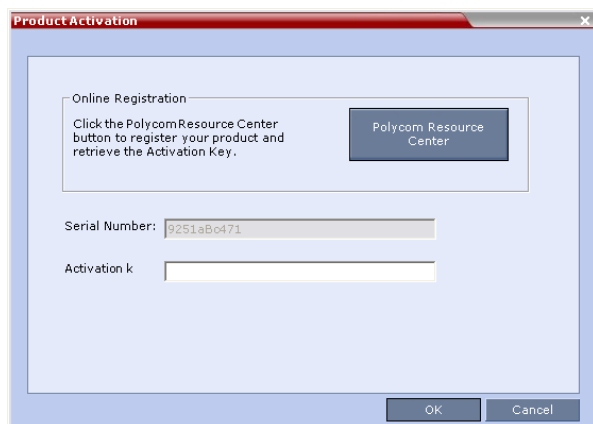 Product Activation
Online Registration
Click the Polycom Resource Center
button to register your product and
retrieve the Activation Key.
Polycom Resource
Center
Serial Number: 9251aBc471
Activation k
OK Cancel